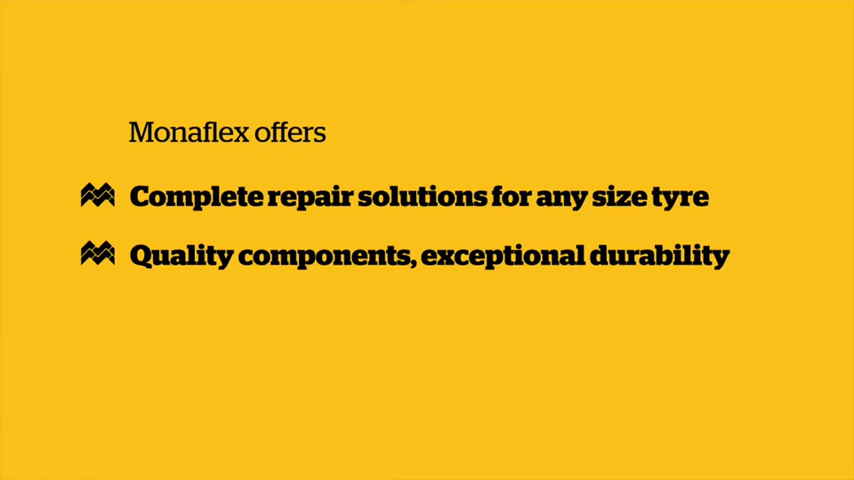 Monaflex offers
Complete repair solutions for any size tyre
Quality components, exceptional durability